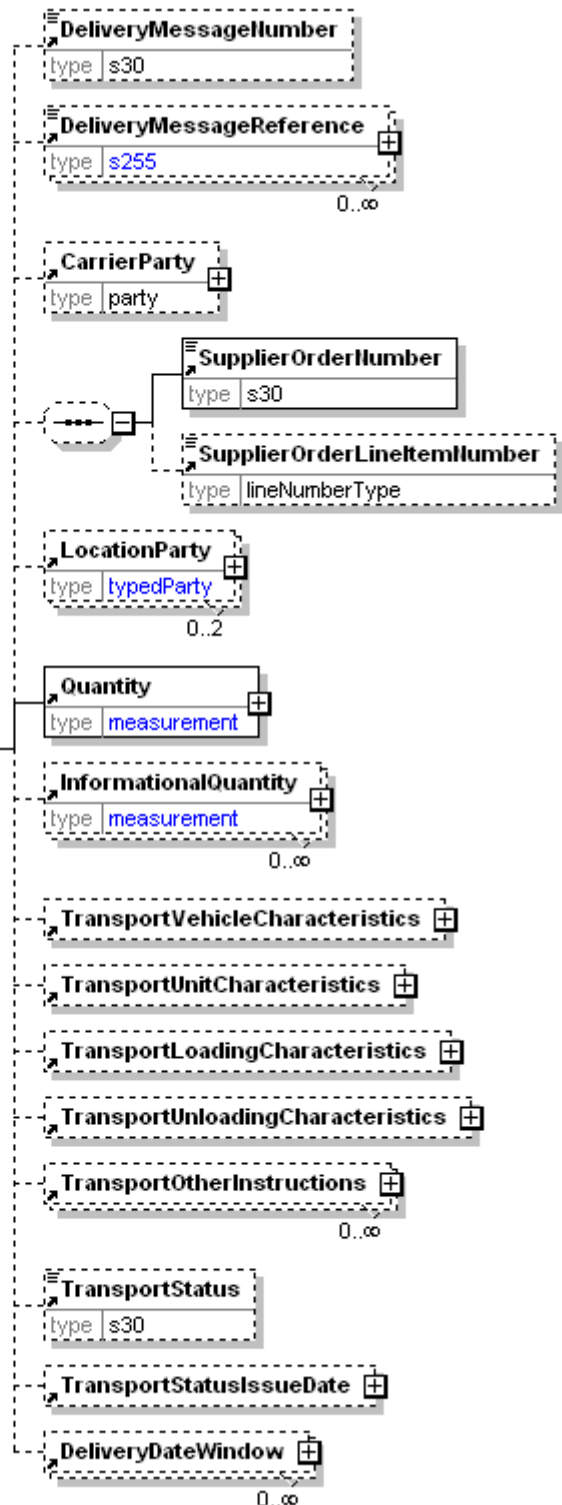 DeliveryMessageNumber
type s30
DeliveryMessageReference
type s255
0..∞
CarrierParty
type party
SupplierOrderNumber
type s30
SupplierOrderLineItemNumber
type lineNumberType
LocationParty
type typedParty
0..2
Quantity
type measurement
InformationalQuantity
type measurement
0..∞
TransportVehicleCharacteristics
TransportUnitCharacteristics
TransportLoadingCharacteristics
TransportUnloadingCharacteristics
TransportOtherInstructions
0..∞
TransportStatus
type s30
TransportStatusIssueDate
DeliveryDateWindow
0..∞